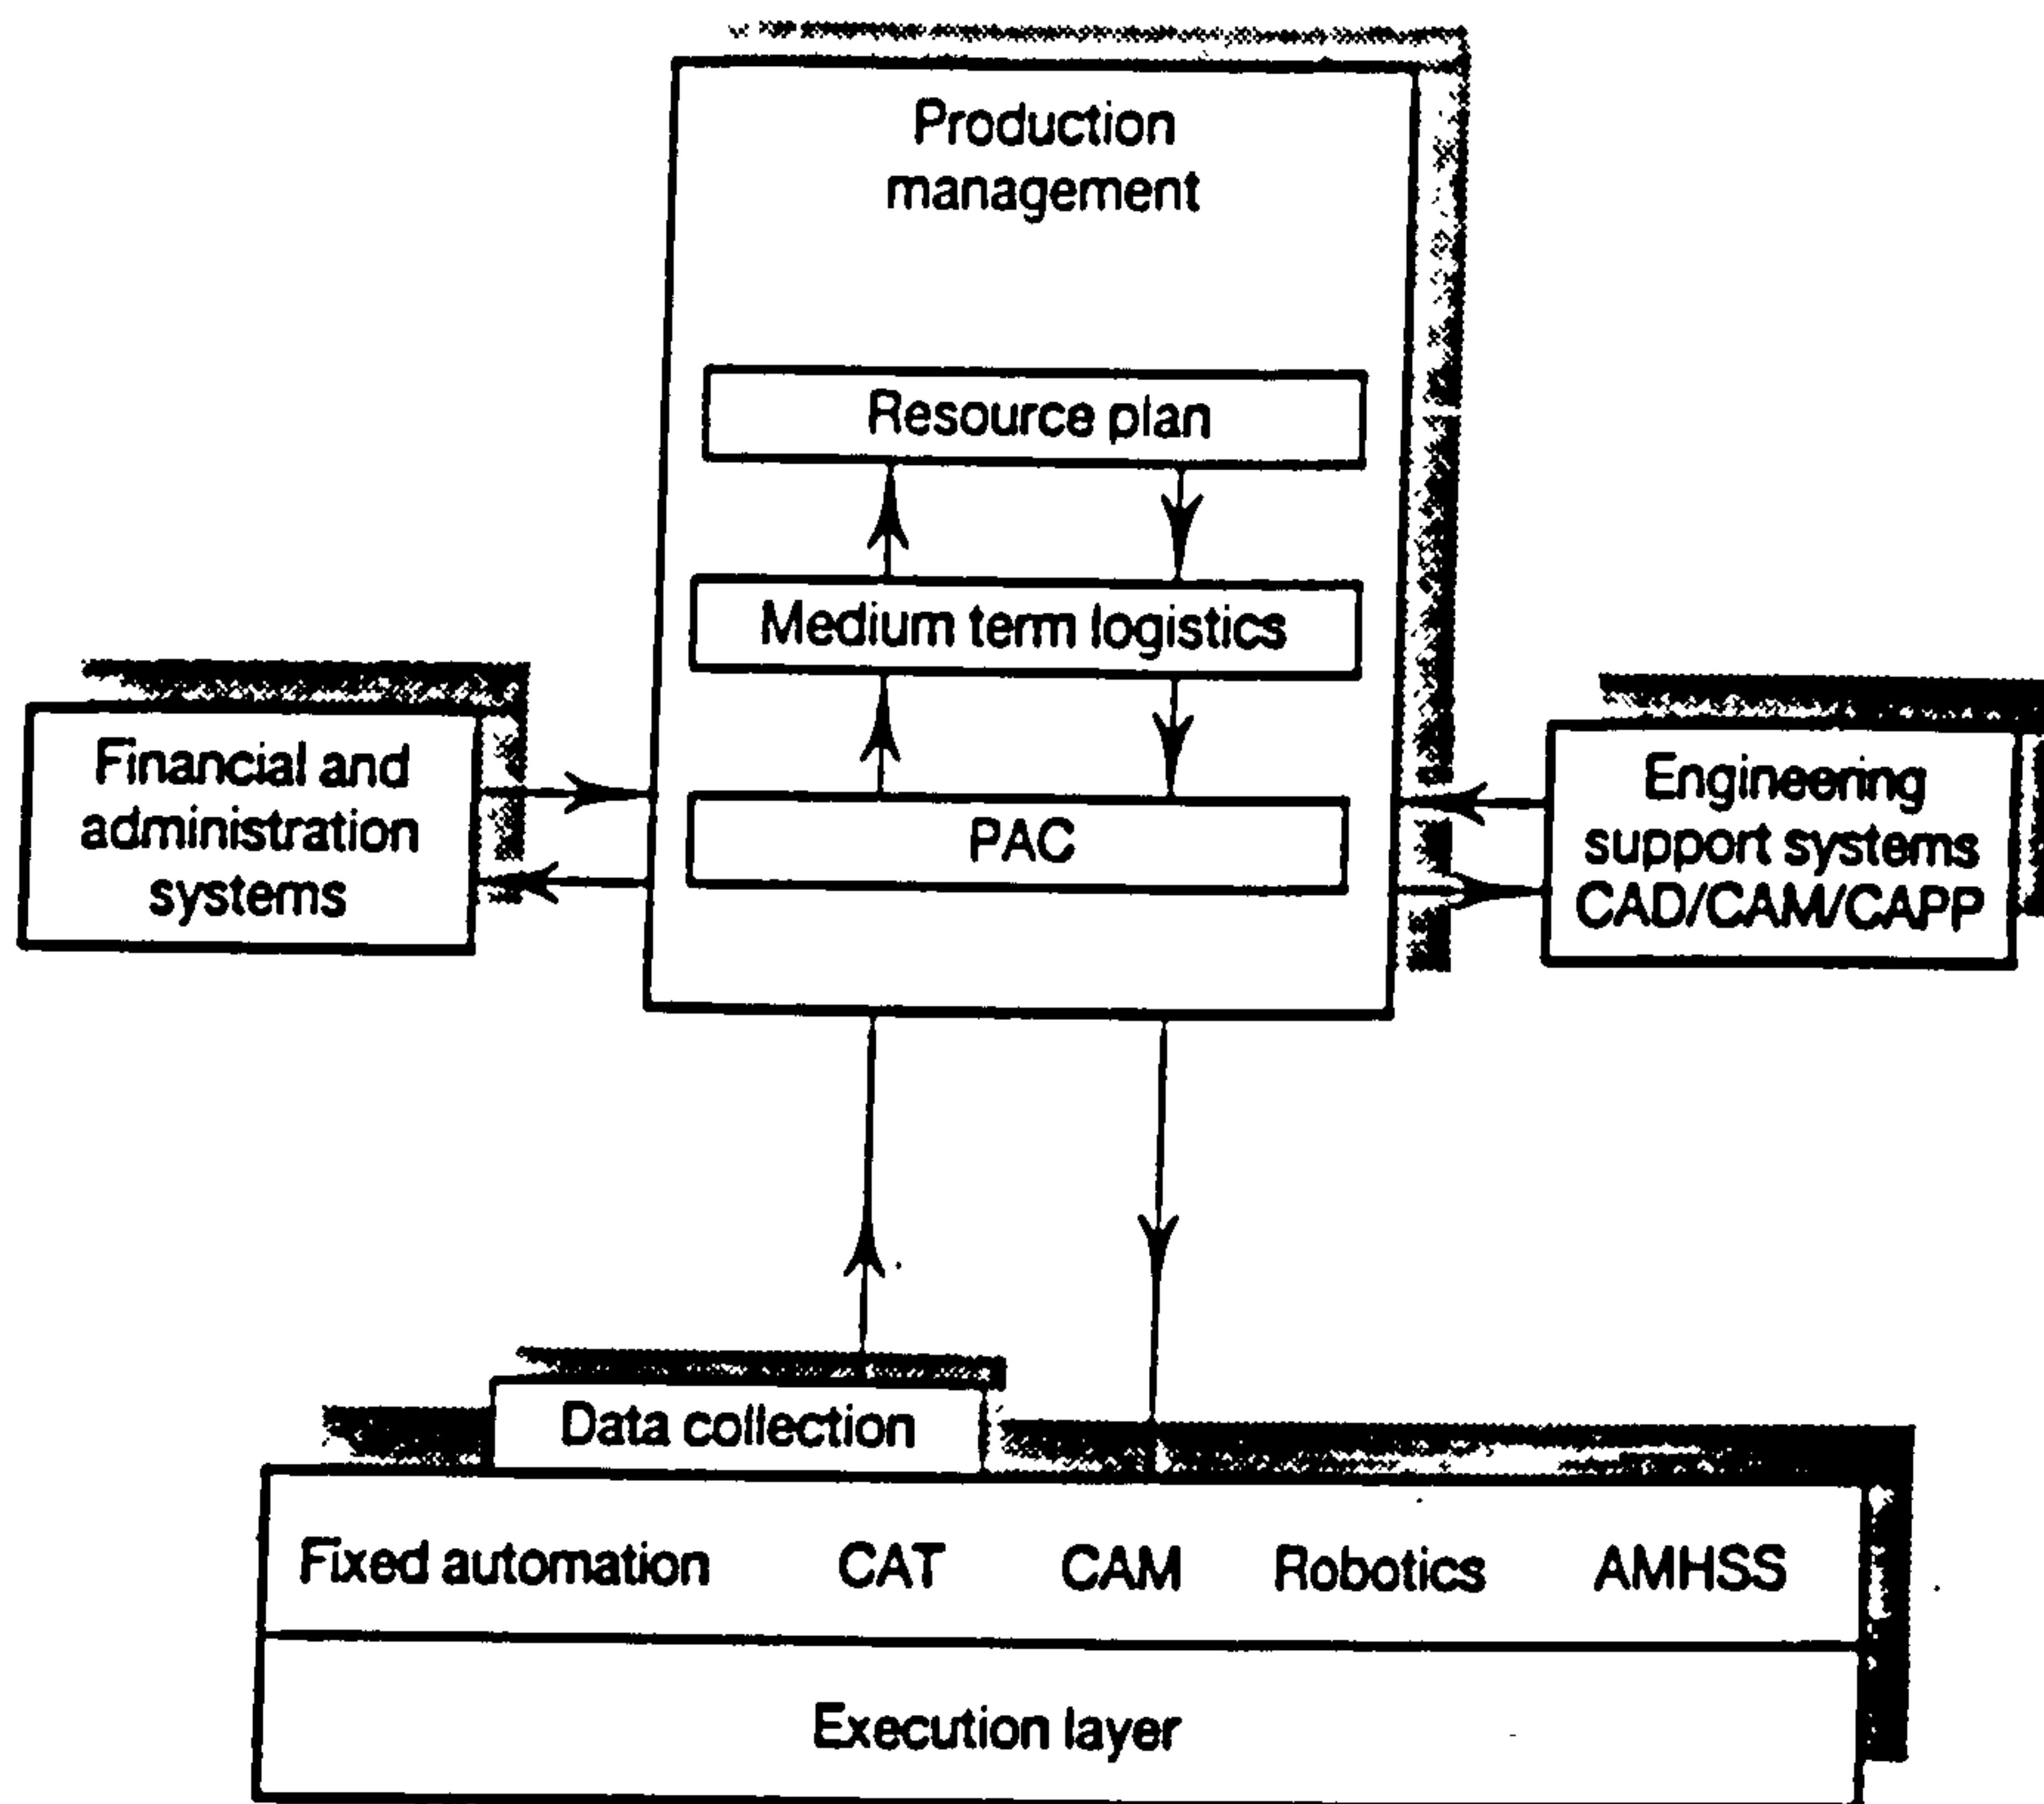 Production
management
Resource plan
Medium term logistics
PAC
Financial and
administration
systems
Engineering
support systems
CAD/CAM/CAPP
Data collection
Fixed automation CAT CAM Robotics AMHSS
Execution layer